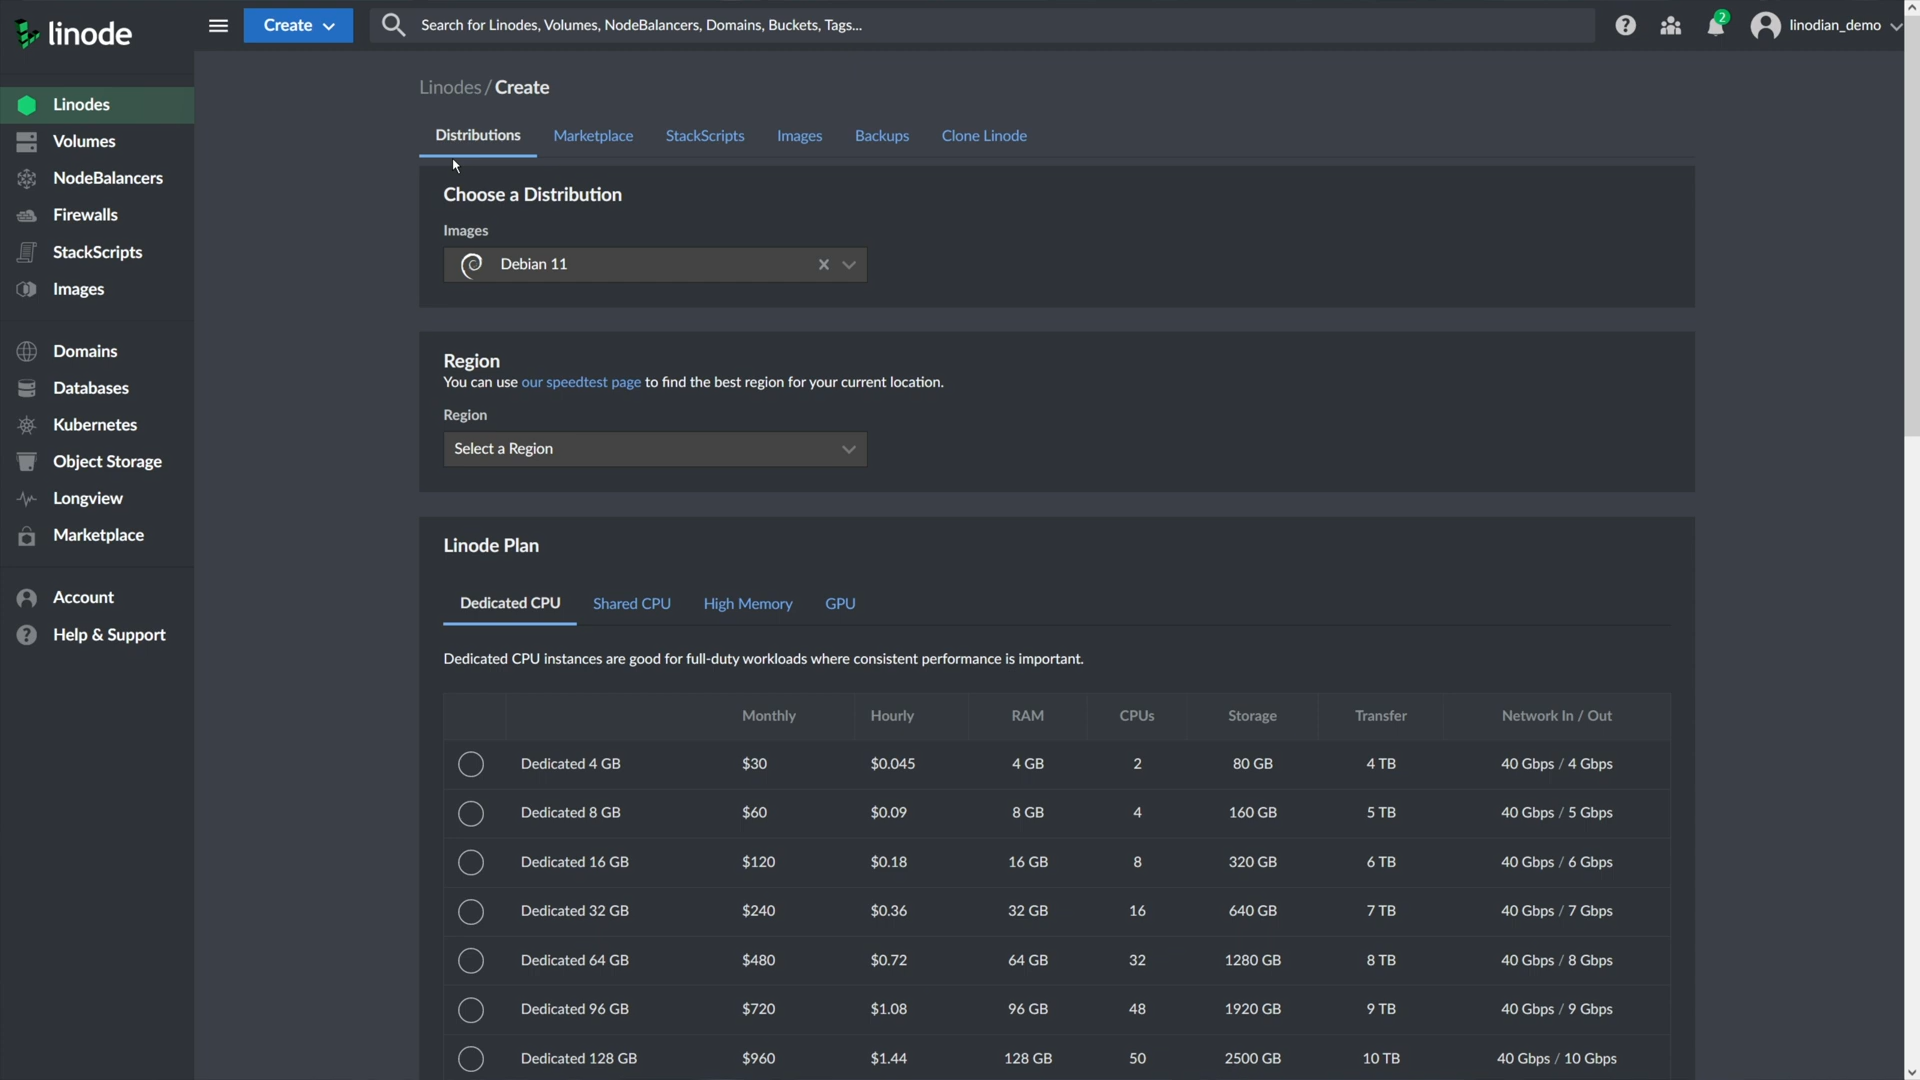 linode
Create
Search for Linodes, Volumes, NodeBalancers, Domains, Buckets, Tags...
2
linodian_demo
Linodes
Volumes
NodeBalancers
Firewalls
StackScripts
Images
Domains
Databases
Kubernetes
Object Storage
Longview
Marketplace
Account
Help & Support
Linodes / Create
Distributions Marketplace StackScripts Images Backups Clone Linode
Choose a Distribution
Images
Debian 11
Region
You can use our speedtest page to find the best region for your current location.
Region
Select a Region
Linode Plan
Dedicated CPU Shared CPU High Memory GPU
Dedicated CPU instances are good for full-duty workloads where consistent performance is important.
Monthly Hourly RAM CPUs Storage Transfer Network In / Out
Dedicated 4 GB $30 $0.045 4 GB 2 80 GB 4 TB 40 Gbps / 4 Gbps
Dedicated 8 GB $60 $0.09 8 GB 4 160 GB 5 TB 40 Gbps / 5 Gbps
Dedicated 16 GB $120 $0.18 16 GB 8 320 GB 6 TB 40 Gbps / 6 Gbps
Dedicated 32 GB $240 $0.36 32 GB 16 640 GB 7 TB 40 Gbps / 7 Gbps
Dedicated 64 GB $480 $0.72 64 GB 32 1280 GB 8 TB 40 Gbps / 8 Gbps
Dedicated 96 GB $720 $1.08 96 GB 48 1920 GB 9 TB 40 Gbps / 9 Gbps
Dedicated 128 GB $960 $1.44 128 GB 50 2500 GB 10 TB 40 Gbps / 10 Gbps